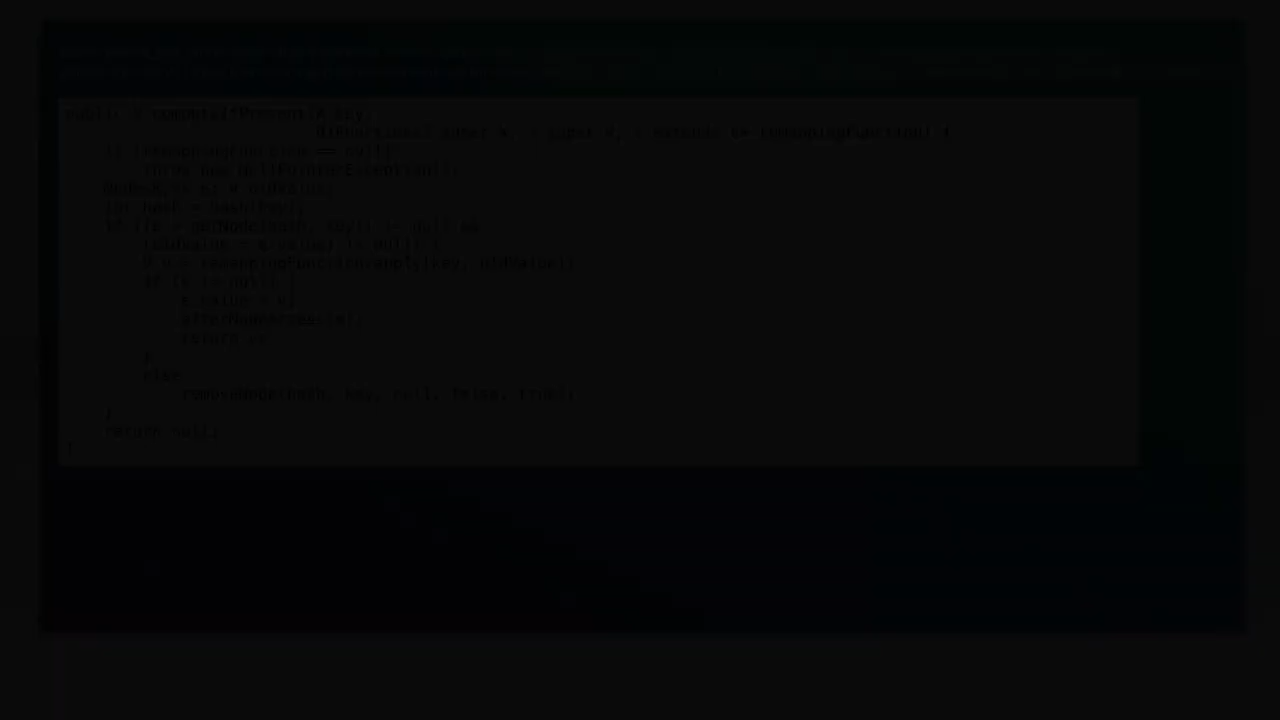 public V computeIfPresent(K key,
                          BiFunction<? super K, ? super V, ? extends V> remappingFunction) {
    if (remappingFunction == null)
        throw new NullPointerException();
    Node<K,V> e; V oldValue;
    int hash = hash(key);
    if ((e = getNode(hash, key)) != null &&
        (oldValue = e.value) != null) {
        V v = remappingFunction.apply(key, oldValue);
        if (v != null) {
            e.value = v;
            afterNodeAccess(e);
            return v;
        }
        else
            removeNode(hash, key, null, false, true);
    }
    return null;
}